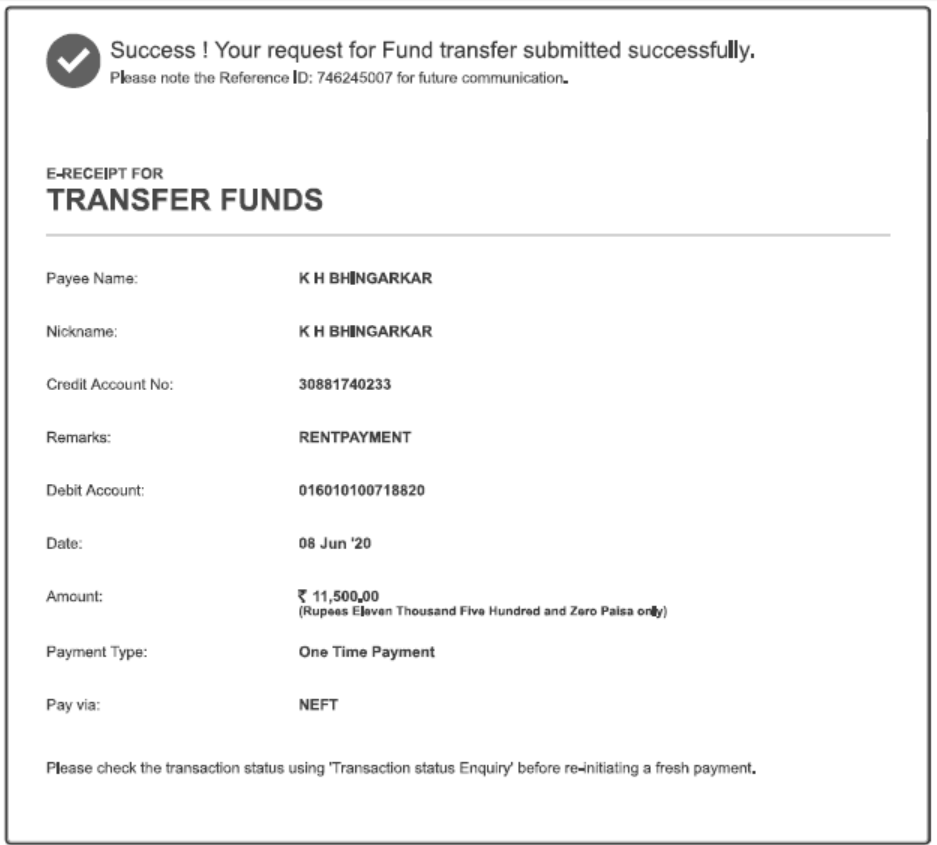 Success ! Your request for Fund transfer submitted successfully.
Please note the Reference ID: 746245007 for future communication.
E-RECEIPT FOR
TRANSFER FUNDS
Payee Name: K H BHINGARKAR
Nickname: K H BHINGARKAR
Credit Account No: 30881740233
Remarks: RENTPAYMENT
Debit Account: 016010100718820
Date: 08 Jun '20
Amount: ₹ 11,500.00
(Rupees Eleven Thousand Five Hundred and Zero Paisa only)
Payment Type: One Time Payment
Pay via: NEFT
Please check the transaction status using 'Transaction status Enquiry' before re-initiating a fresh payment.